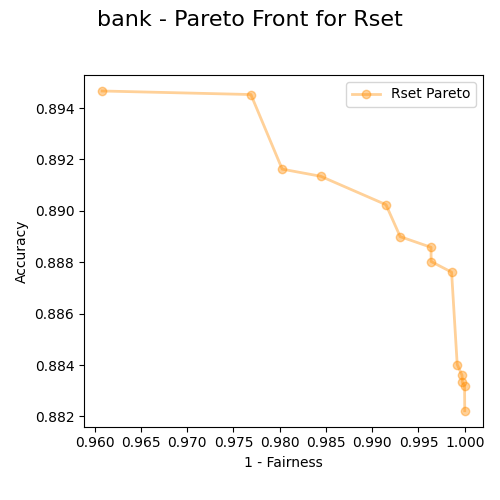 bank - Pareto Front for Rset
Rset Pareto
0.894
0.892
0.890
0.888
0.886
0.884
0.882
Accuracy
0.960 0.965 0.970 0.975 0.980 0.985 0.990 0.995 1.000
1 - Fairness